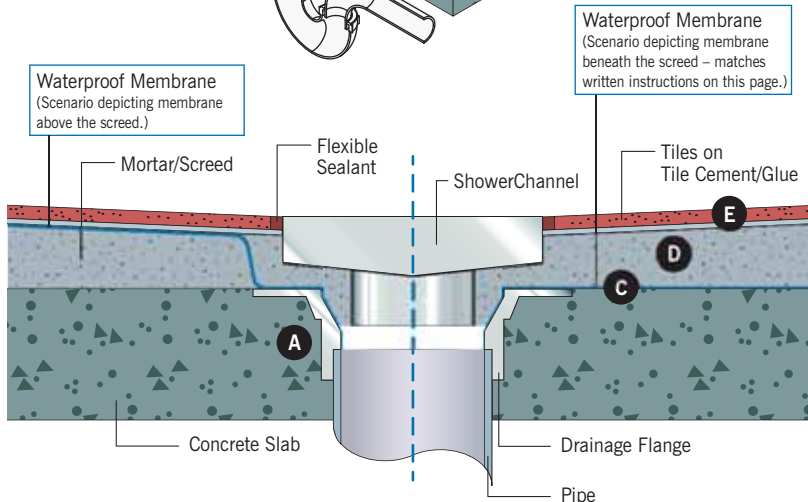 Waterproof Membrane
(Scenario depicting membrane
beneath the screed – matches
written instructions on this page.)
Waterproof Membrane
(Scenario depicting membrane
above the screed.)
Flexible
Sealant
Tiles on
Tile Cement/Glue
Mortar/Screed
ShowerChannel
E
D
C
A
Concrete Slab
Drainage Flange
Pipe